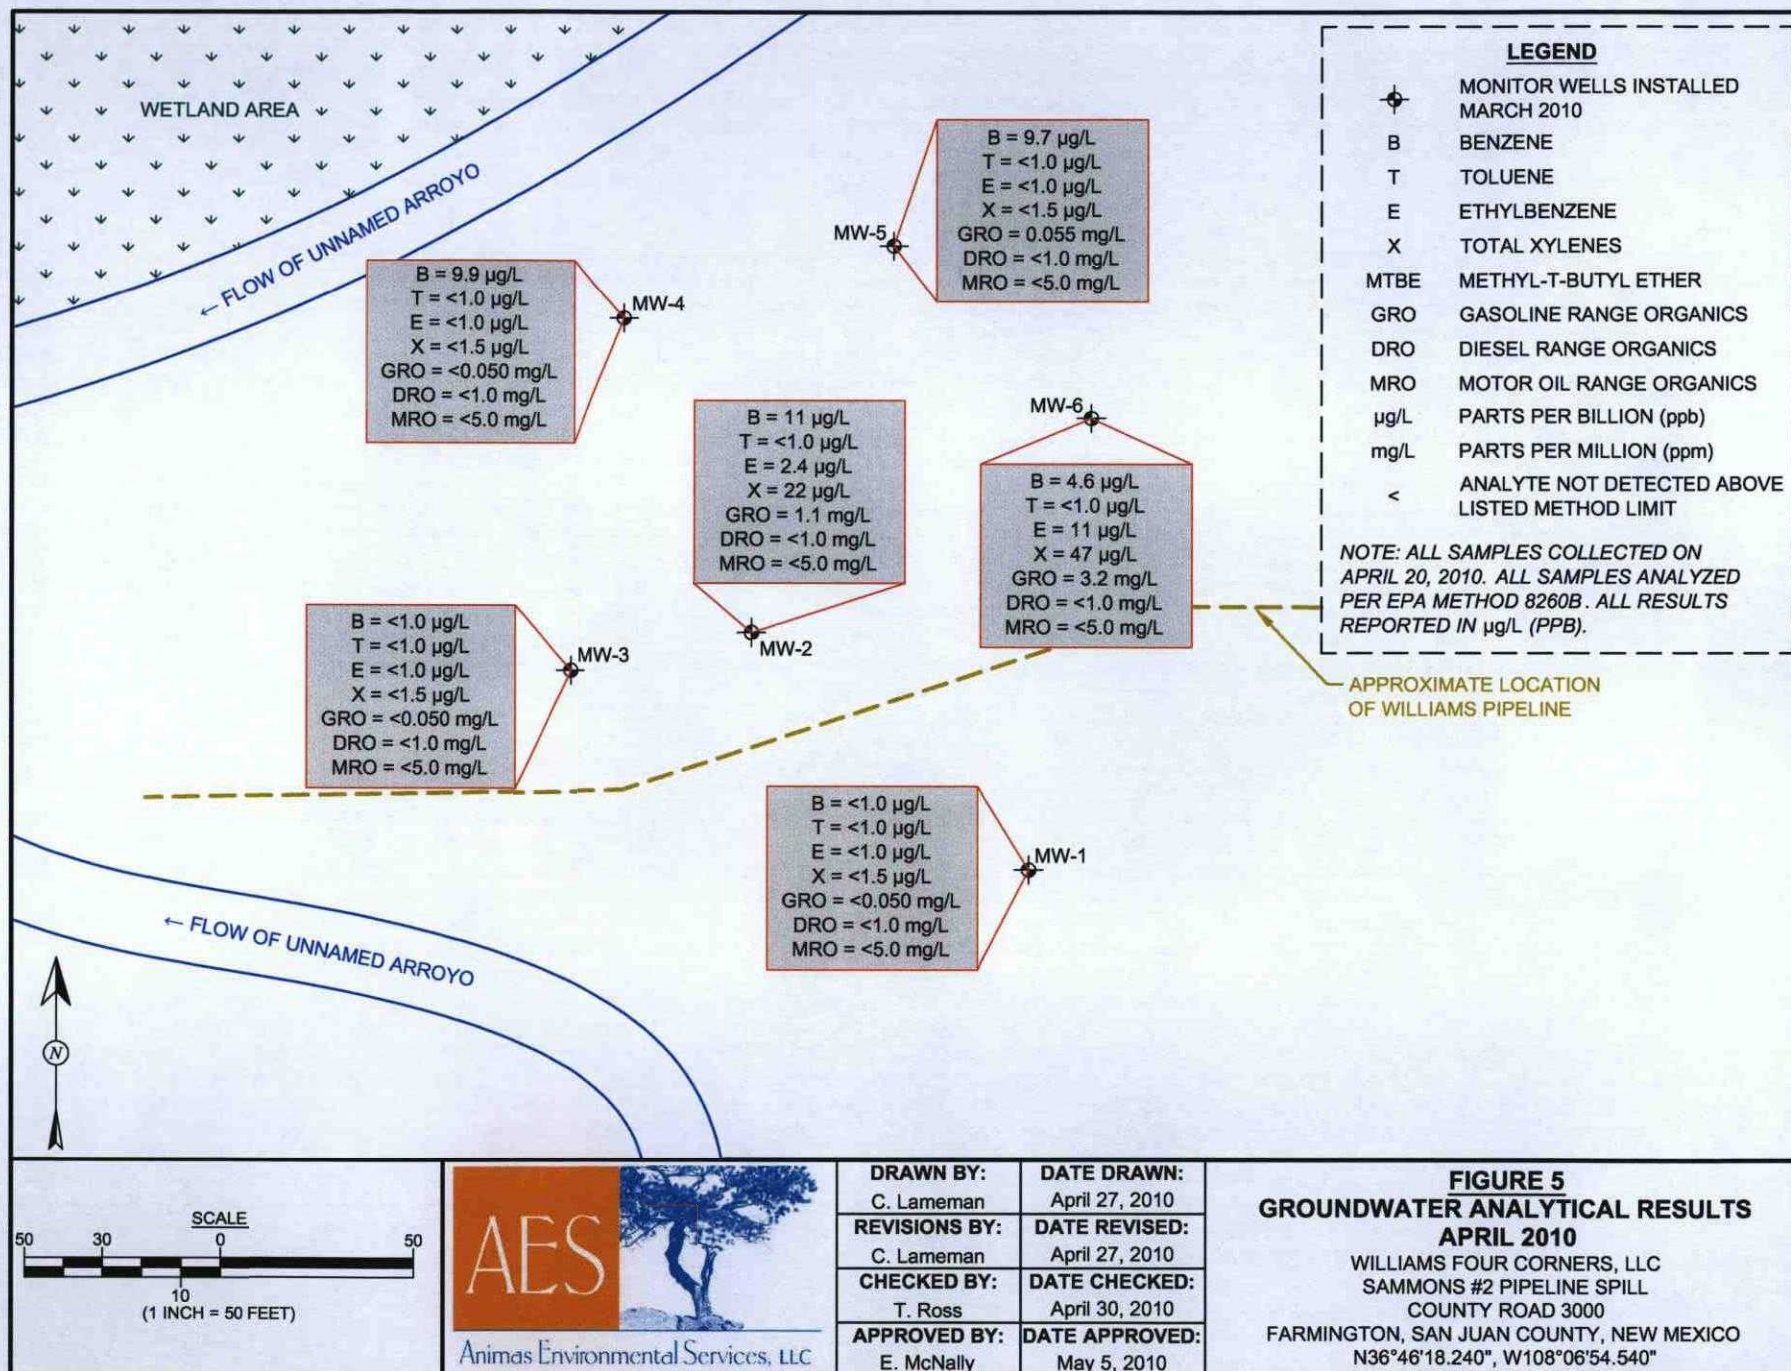 WETLAND AREA
← FLOW OF UNNAMED ARROYO
B = 9.9 µg/L
T = <1.0 µg/L
E = <1.0 µg/L
X = <1.5 µg/L
GRO = <0.050 mg/L
DRO = <1.0 mg/L
MRO = <5.0 mg/L
MW-4
B = 9.7 µg/L
T = <1.0 µg/L
E = <1.0 µg/L
X = <1.5 µg/L
GRO = 0.055 mg/L
DRO = <1.0 mg/L
MRO = <5.0 mg/L
MW-5
B = 11 µg/L
T = <1.0 µg/L
E = 2.4 µg/L
X = 22 µg/L
GRO = 1.1 mg/L
DRO = <1.0 mg/L
MRO = <5.0 mg/L
MW-2
MW-6
B = 4.6 µg/L
T = <1.0 µg/L
E = 11 µg/L
X = 47 µg/L
GRO = 3.2 mg/L
DRO = <1.0 mg/L
MRO = <5.0 mg/L
B = <1.0 µg/L
T = <1.0 µg/L
E = <1.0 µg/L
X = <1.5 µg/L
GRO = <0.050 mg/L
DRO = <1.0 mg/L
MRO = <5.0 mg/L
MW-3
B = <1.0 µg/L
T = <1.0 µg/L
E = <1.0 µg/L
X = <1.5 µg/L
GRO = <0.050 mg/L
DRO = <1.0 mg/L
MRO = <5.0 mg/L
MW-1
← FLOW OF UNNAMED ARROYO
N
LEGEND
MONITOR WELLS INSTALLED
MARCH 2010
B BENZENE
T TOLUENE
E ETHYLBENZENE
X TOTAL XYLENES
MTBE METHYL-T-BUTYL ETHER
GRO GASOLINE RANGE ORGANICS
DRO DIESEL RANGE ORGANICS
MRO MOTOR OIL RANGE ORGANICS
µg/L PARTS PER BILLION (ppb)
mg/L PARTS PER MILLION (ppm)
< ANALYTE NOT DETECTED ABOVE
LISTED METHOD LIMIT
NOTE: ALL SAMPLES COLLECTED ON
APRIL 20, 2010. ALL SAMPLES ANALYZED
PER EPA METHOD 8260B. ALL RESULTS
REPORTED IN µg/L (PPB).
APPROXIMATE LOCATION
OF WILLIAMS PIPELINE
SCALE
50 30 0 50
10
(1 INCH = 50 FEET)
AES
Animas Environmental Services, LLC
DRAWN BY: DATE DRAWN:
C. Lameman April 27, 2010
REVISIONS BY: DATE REVISED:
C. Lameman April 27, 2010
CHECKED BY: DATE CHECKED:
T. Ross April 30, 2010
APPROVED BY: DATE APPROVED:
E. McNally May 5, 2010
FIGURE 5
GROUNDWATER ANALYTICAL RESULTS
APRIL 2010
WILLIAMS FOUR CORNERS, LLC
SAMMONS #2 PIPELINE SPILL
COUNTY ROAD 3000
FARMINGTON, SAN JUAN COUNTY, NEW MEXICO
N36°46'18.240", W108°06'54.540"